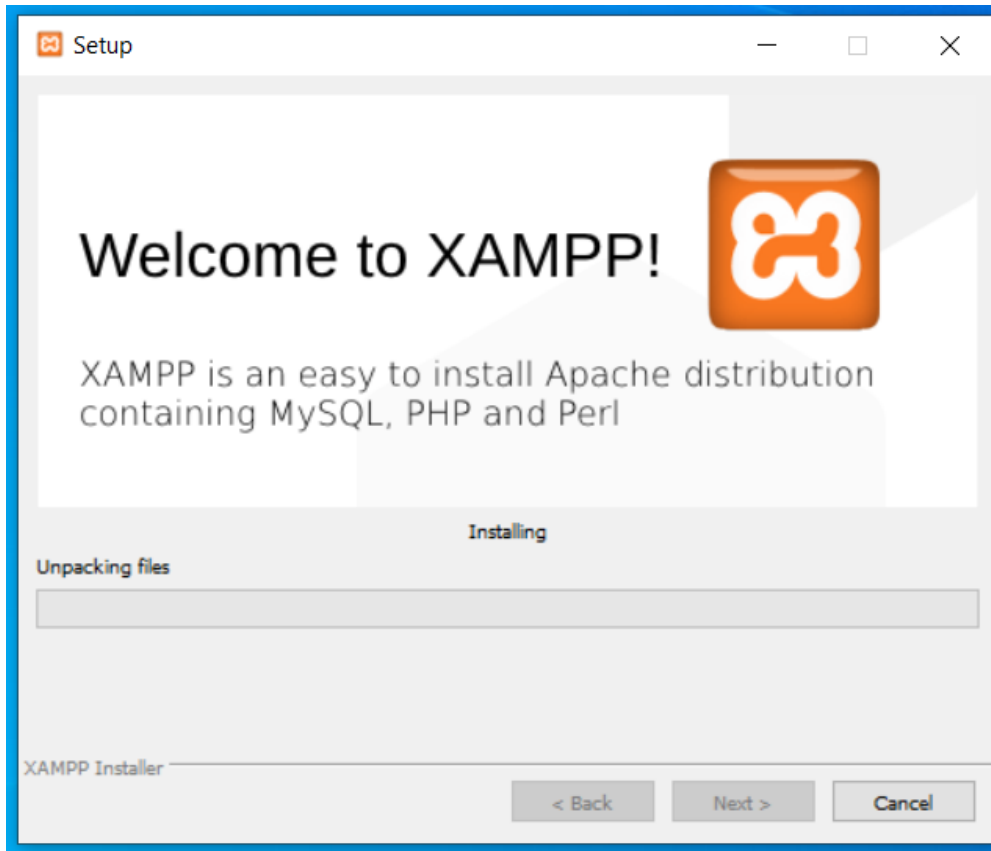 Setup
Welcome to XAMPP!
XAMPP is an easy to install Apache distribution
containing MySQL, PHP and Perl
Installing
Unpacking files
XAMPP Installer
< Back
Next >
Cancel